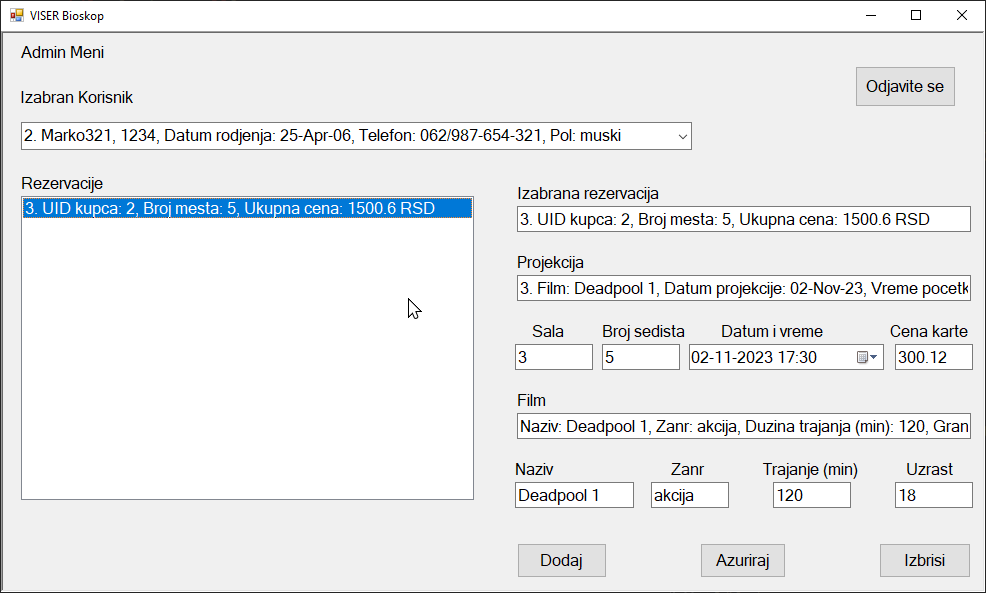 VISER Bioskop
Admin Meni
Odjavite se
Izabran Korisnik
2. Marko321, 1234, Datum rodjenja: 25-Apr-06, Telefon: 062/987-654-321, Pol: muski
Rezervacije
3. UID kupca: 2, Broj mesta: 5, Ukupna cena: 1500.6 RSD
Izabrana rezervacija
3. UID kupca: 2, Broj mesta: 5, Ukupna cena: 1500.6 RSD
Projekcija
3. Film: Deadpool 1, Datum projekcije: 02-Nov-23, Vreme pocetk
Sala Broj sedista Datum i vreme Cena karte
3 5 02-11-2023 17:30 300.12
Film
Naziv: Deadpool 1, Zanr: akcija, Duzina trajanja (min): 120, Gran
Naziv Zanr Trajanje (min) Uzrast
Deadpool 1 akcija 120 18
Dodaj Azuriraj Izbrisi